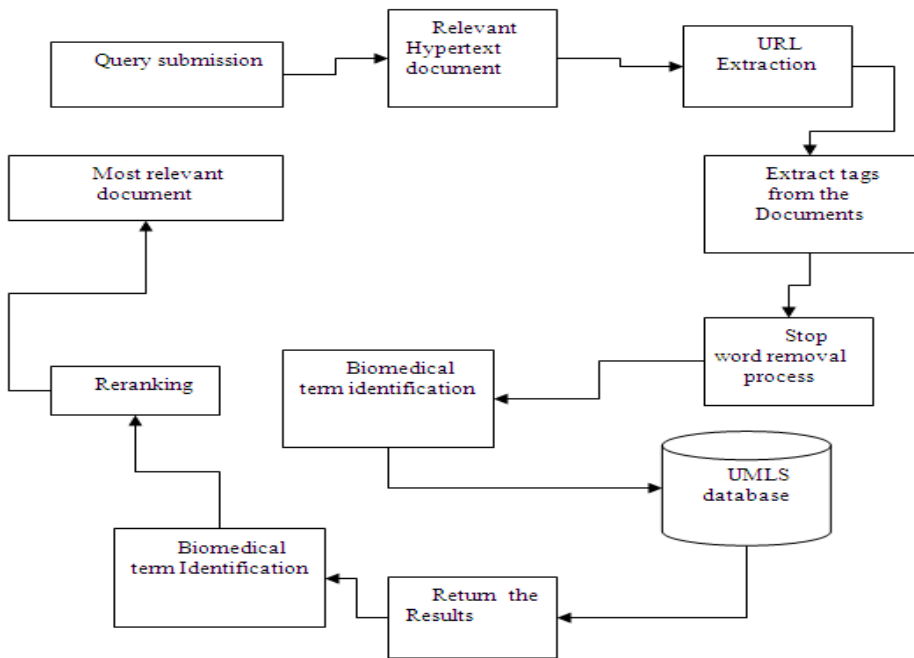 Query submission
Relevant
Hypertext
document
URL
Extraction
Extract tags
from the
Documents
Stop
word removal
process
Biomedical
term identification
UMLS
database
Return the
Results
Biomedical
term Identification
Reranking
Most relevant
document